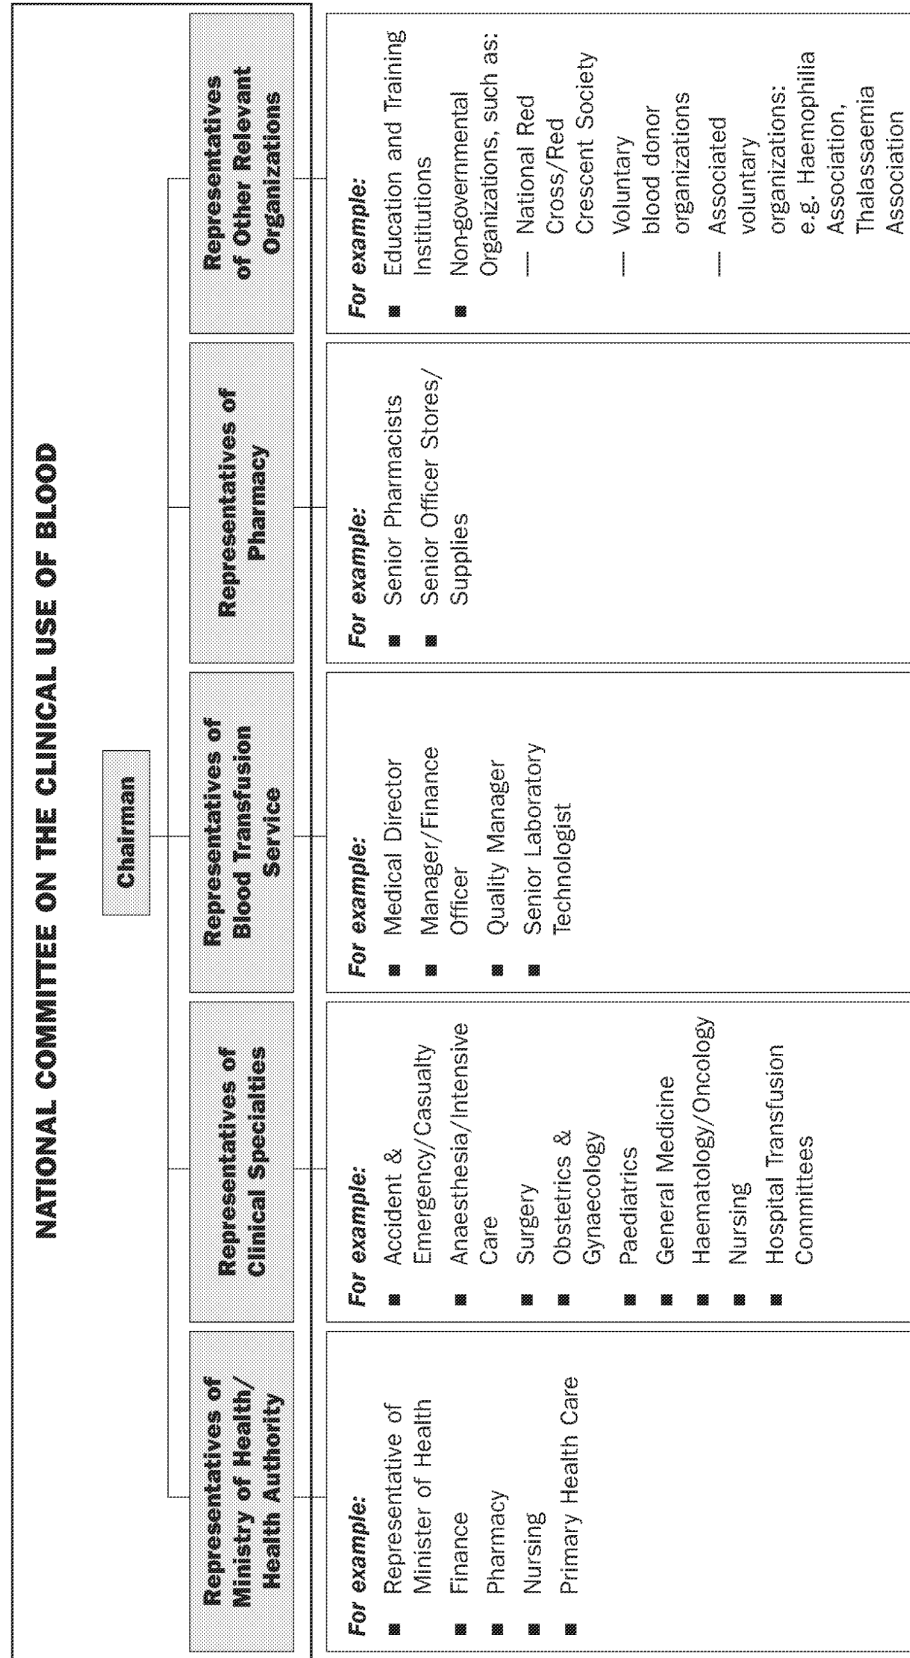 NATIONAL COMMITTEE ON THE CLINICAL USE OF BLOOD
Chairman
Representatives of
Ministry of Health/
Health Authority
Representatives of
Clinical Specialties
Representatives of
Blood Transfusion
Service
Representatives of
Pharmacy
Representatives
of Other Relevant
Organizations
For example:
■ Representative of
Minister of Health
■ Finance
■ Pharmacy
■ Nursing
■ Primary Health Care
For example:
■ Accident &
Emergency/Casualty
■ Anaesthesia/Intensive
Care
■ Surgery
■ Obstetrics &
Gynaecology
■ Paediatrics
■ General Medicine
■ Haematology/Oncology
■ Nursing
■ Hospital Transfusion
Committees
For example:
■ Medical Director
■ Manager/Finance
Officer
■ Quality Manager
■ Senior Laboratory
Technologist
For example:
■ Senior Pharmacists
■ Senior Officer Stores/
Supplies
For example:
■ Education and Training
Institutions
■ Non-governmental
Organizations, such as:
— National Red
Cross/Red
Crescent Society
— Voluntary
blood donor
organizations
— Associated
voluntary
organizations:
e.g. Haemophilia
Association,
Thalassaemia
Association